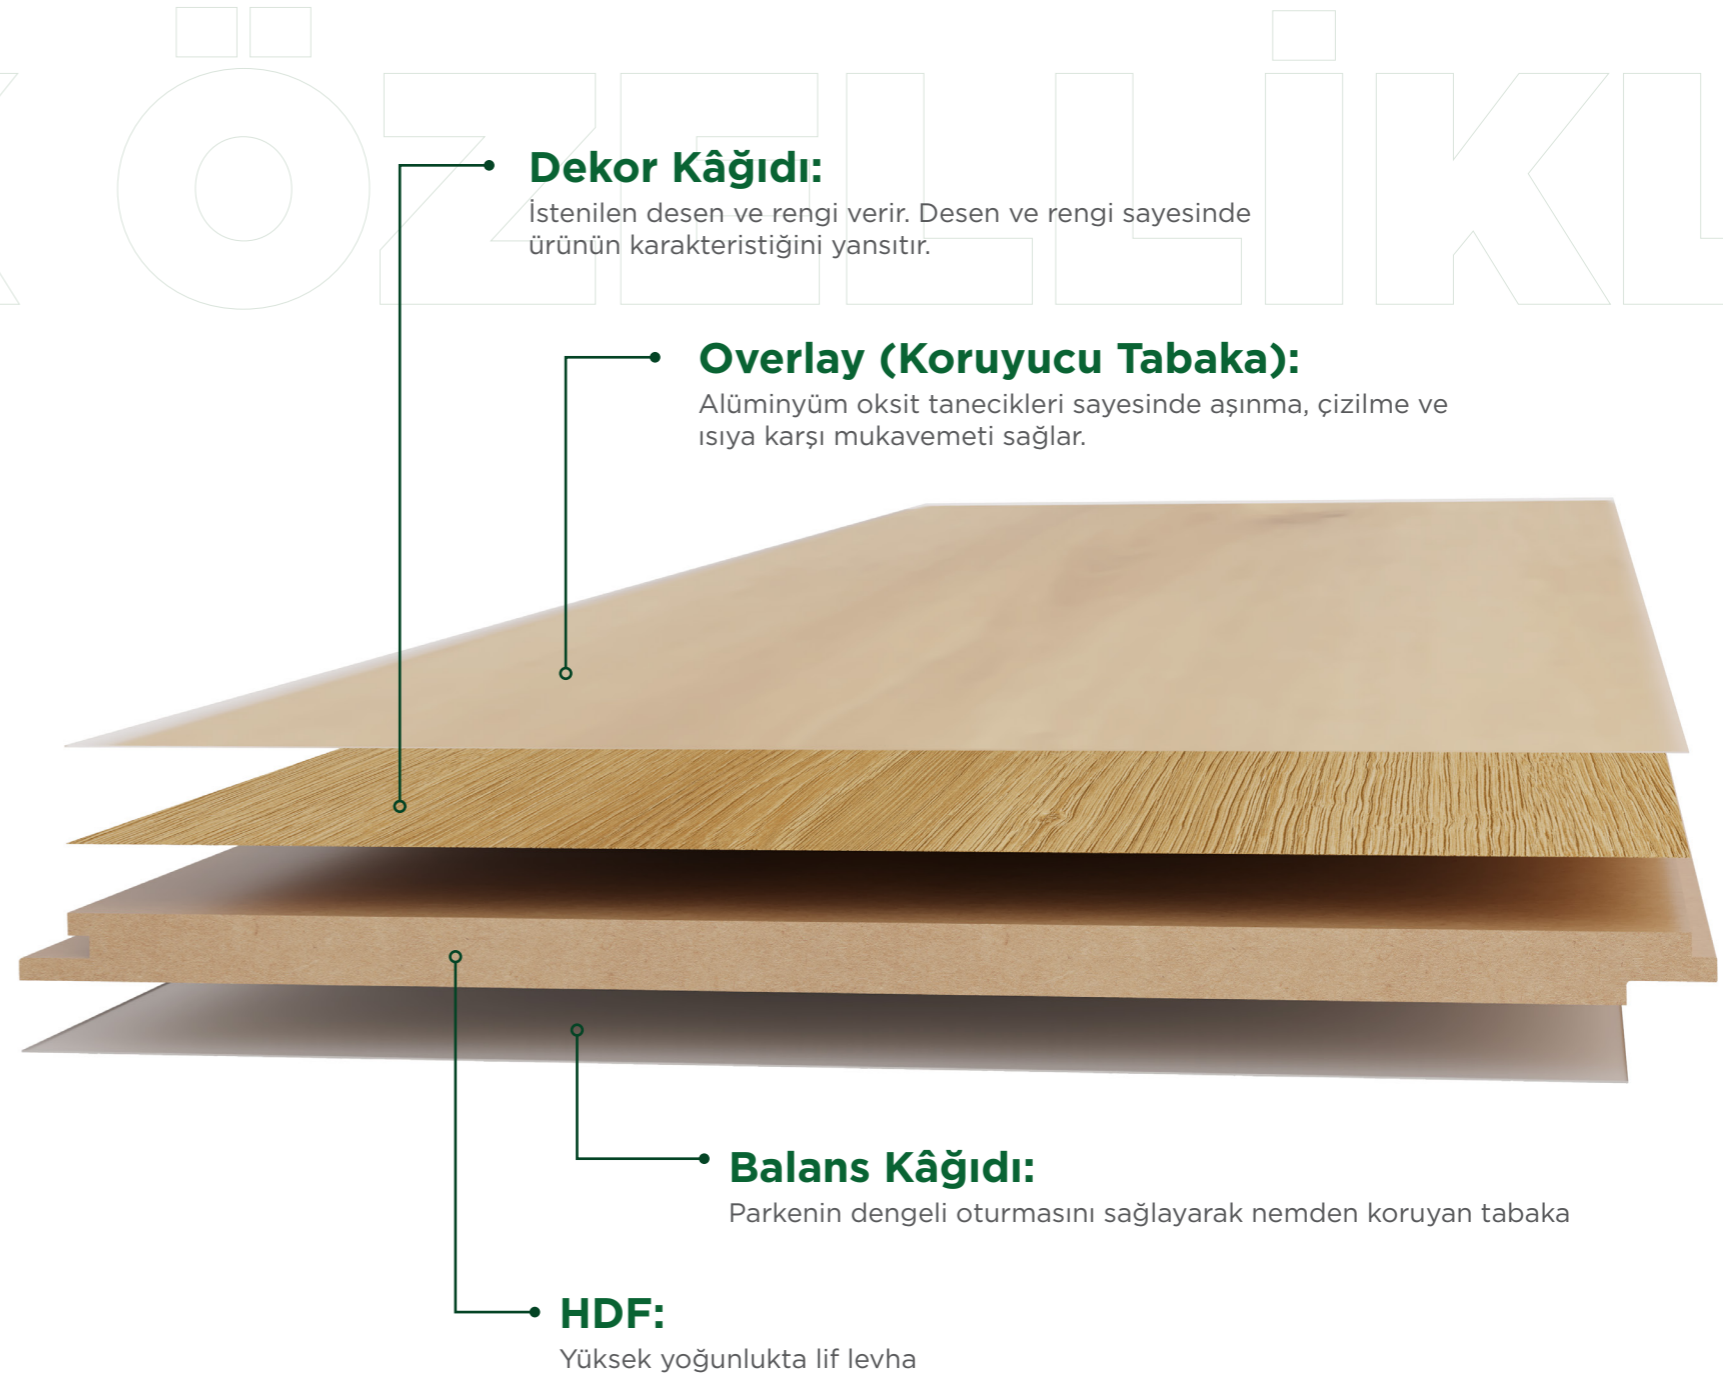 K ÖZELLİKL
Dekor Kâğıdı:
İstenilen desen ve rengi verir. Desen ve rengi sayesinde
ürünün karakteristiğini yansıtır.
Overlay (Koruyucu Tabaka):
Alüminyüm oksit tanecikleri sayesinde aşınma, çizilme ve
ısıya karşı mukavemeti sağlar.
Balans Kâğıdı:
Parkenin dengeli oturmasını sağlayarak nemden koruyan tabaka
HDF:
Yüksek yoğunlukta lif levha